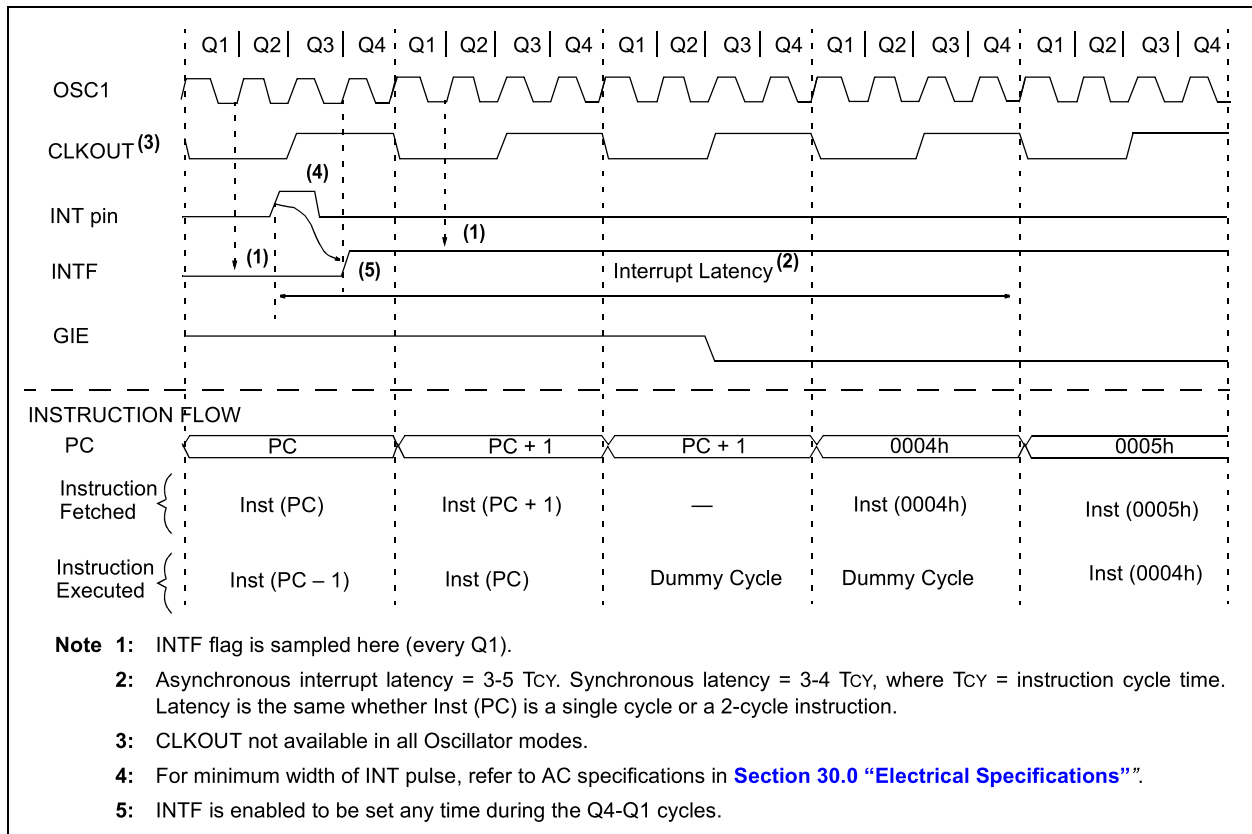 Q1 | Q2 | Q3 | Q4 Q1 | Q2 | Q3 | Q4 Q1 | Q2 | Q3 | Q4 Q1 | Q2 | Q3 | Q4 Q1 | Q2 | Q3 | Q4
OSC1
CLKOUT (3)
(4)
INT pin
(1) (1)
INTF (5) Interrupt Latency (2)
GIE
INSTRUCTION FLOW
PC PC PC + 1 PC + 1 0004h 0005h
Instruction Fetched Inst (PC) Inst (PC + 1) — Inst (0004h) Inst (0005h)
Instruction Executed Inst (PC – 1) Inst (PC) Dummy Cycle Dummy Cycle Inst (0004h)
Note 1: INTF flag is sampled here (every Q1).
2: Asynchronous interrupt latency = 3-5 TCY. Synchronous latency = 3-4 TCY, where TCY = instruction cycle time.
Latency is the same whether Inst (PC) is a single cycle or a 2-cycle instruction.
3: CLKOUT not available in all Oscillator modes.
4: For minimum width of INT pulse, refer to AC specifications in Section 30.0 “Electrical Specifications””.
5: INTF is enabled to be set any time during the Q4-Q1 cycles.